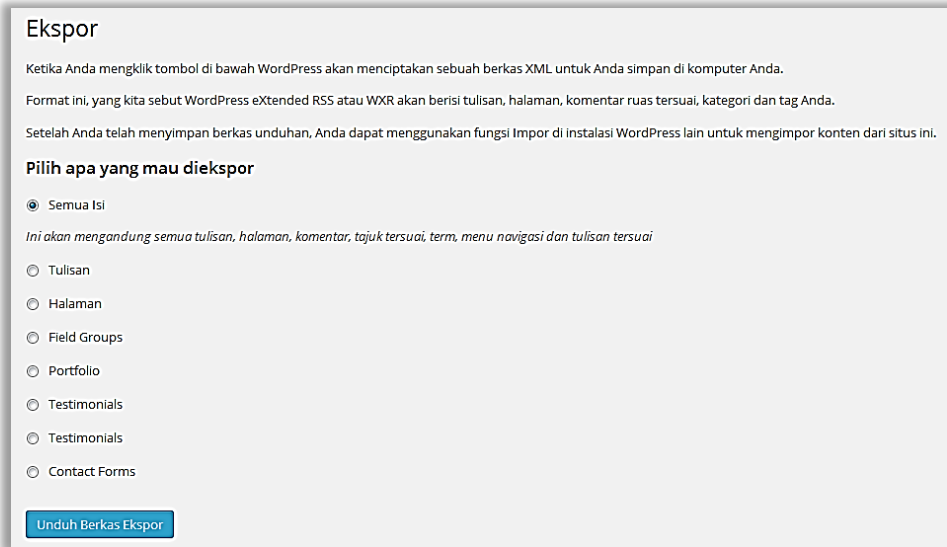 Ekspor
Ketika Anda mengklik tombol di bawah WordPress akan menciptakan sebuah berkas XML untuk Anda simpan di komputer Anda.
Format ini, yang kita sebut WordPress eXtended RSS atau WXR akan berisi tulisan, halaman, komentar ruas tersuai, kategori dan tag Anda.
Setelah Anda telah menyimpan berkas unduhan, Anda dapat menggunakan fungsi Impor di instalasi WordPress lain untuk mengimpor konten dari situs ini.
Pilih apa yang mau diekspor
Semua Isi
Ini akan mengandung semua tulisan, halaman, komentar, tajuk tersuai, term, menu navigasi dan tulisan tersuai
Tulisan
Halaman
Field Groups
Portfolio
Testimonials
Testimonials
Contact Forms
Unduh Berkas Ekspor